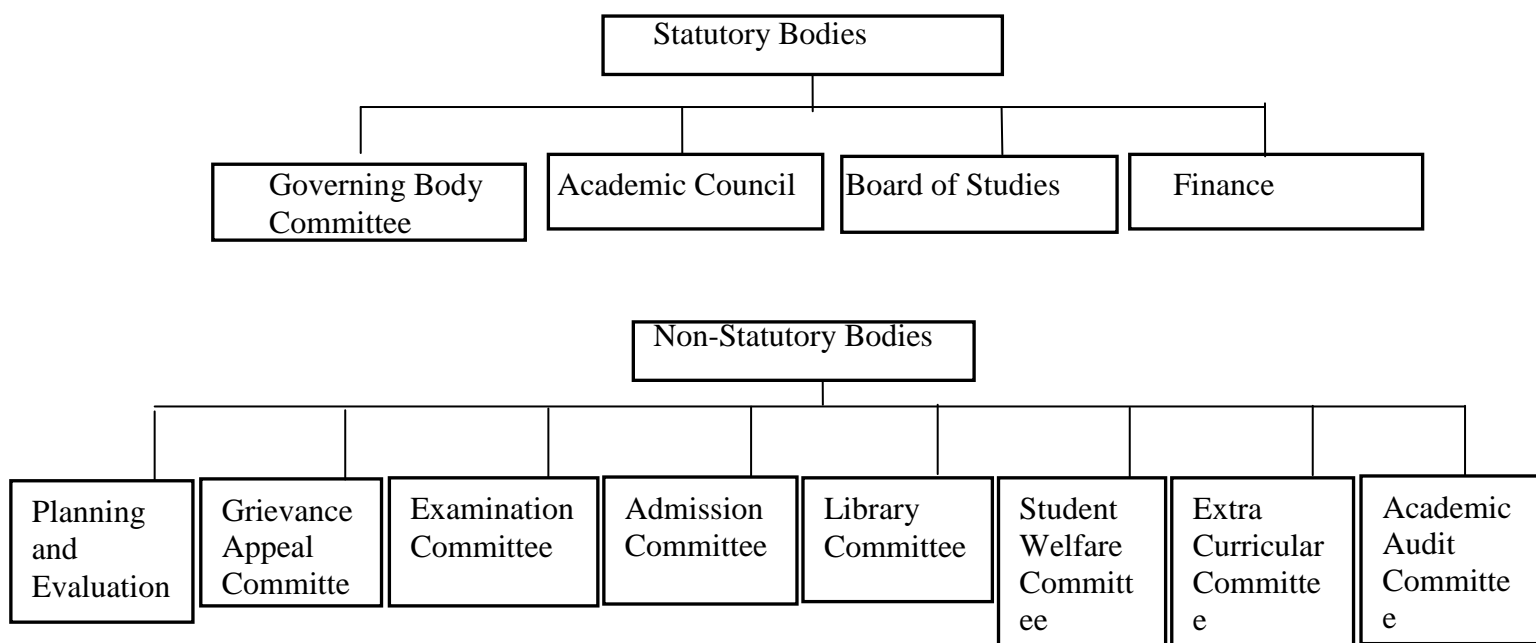 Statutory Bodies
Governing Body
Committee
Academic Council
Board of Studies
Finance
Non-Statutory Bodies
Planning
and
Evaluation
Grievance
Appeal
Committe
Examination
Committee
Admission
Committee
Library
Committee
Student
Welfare
Committ
ee
Extra
Curricular
Committe
e
Academic
Audit
Committe
e